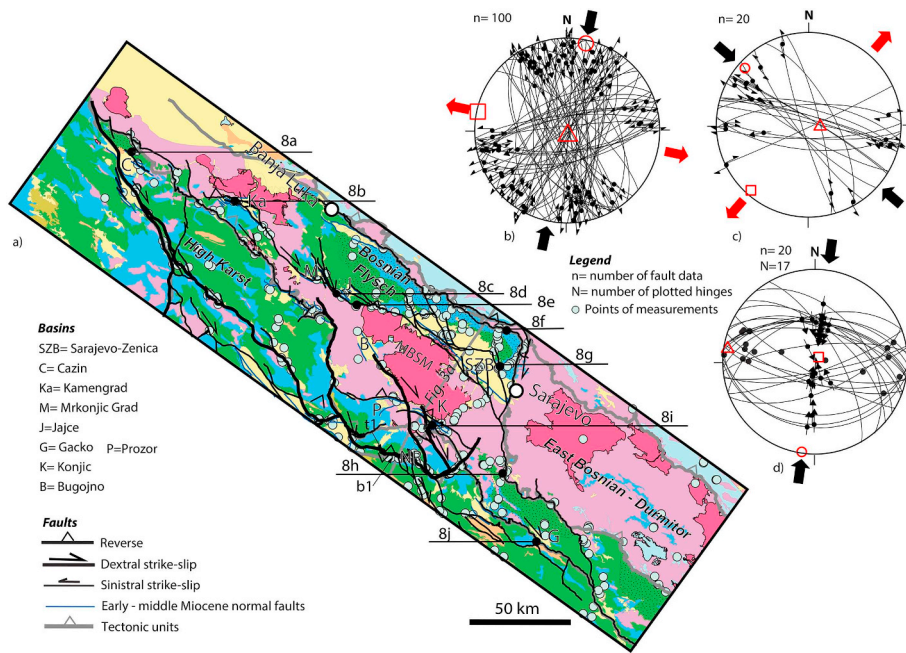 n= 100
N
b)
n= 20
N
c)
n= 20
N=17
N
d)
Legend
n= number of fault data
N= number of plotted hinges
Points of measurements
a)
8a
8b
8c
8d
8e
8f
8g
8i
8h
b1
8j
Banja Luka
C
Ka
High Karst
Bosnian
Flysch
M
J
B
MBSM
SZB
Sarajevo
P
t1
K
NP
East Bosnian - Durmitor
G
Basins
SZB= Sarajevo-Zenica
C= Cazin
Ka= Kamengrad
M= Mrkonjic Grad
J=Jajce
G= Gacko P=Prozor
K= Konjic
B= Bugojno
Faults
Reverse
Dextral strike-slip
Sinistral strike-slip
Early - middle Miocene normal faults
Tectonic units
50 km